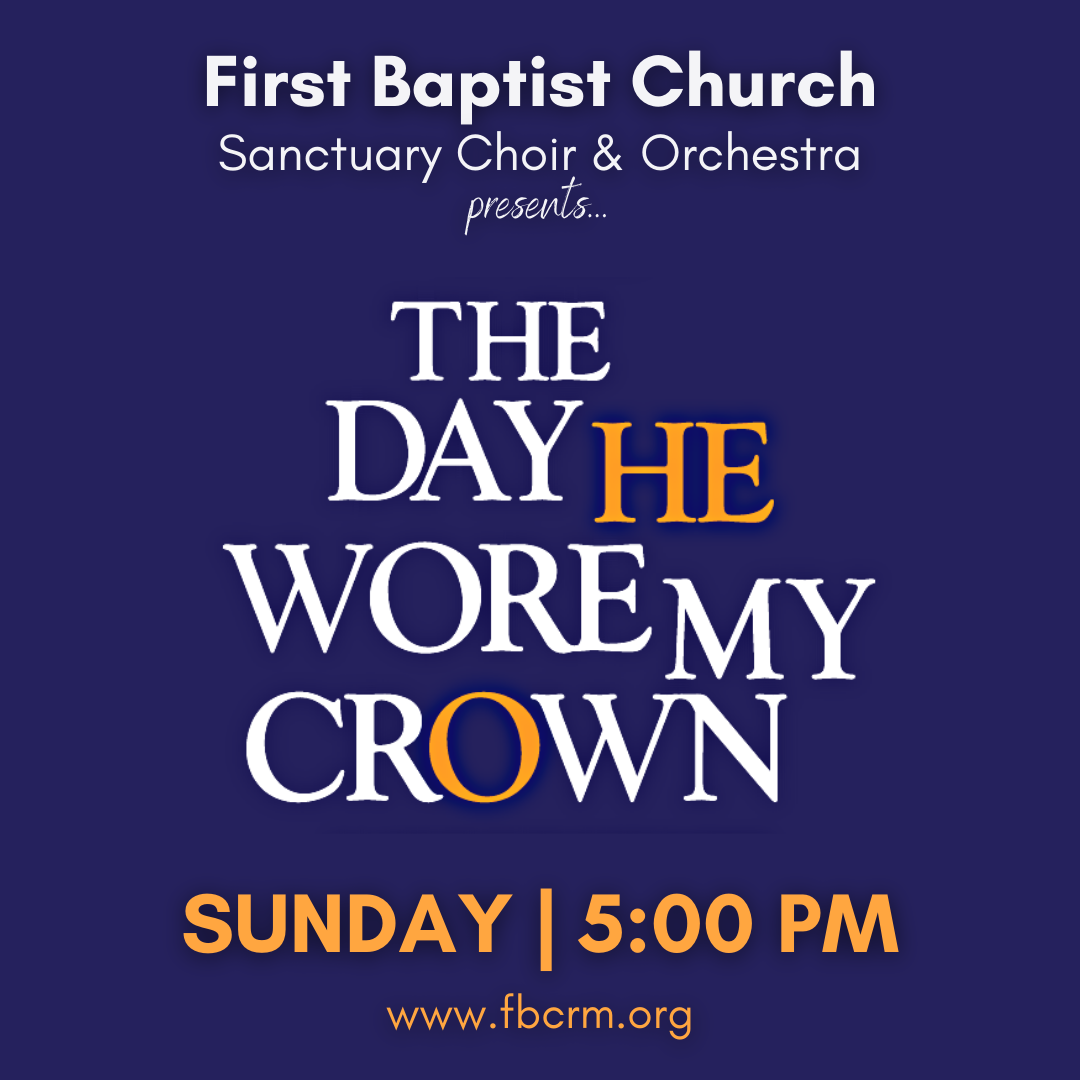 First Baptist Church
Sanctuary Choir & Orchestra
presents...
THE
DAY HE
WORE MY
CROWN
SUNDAY | 5:00 PM
www.fbcrm.org